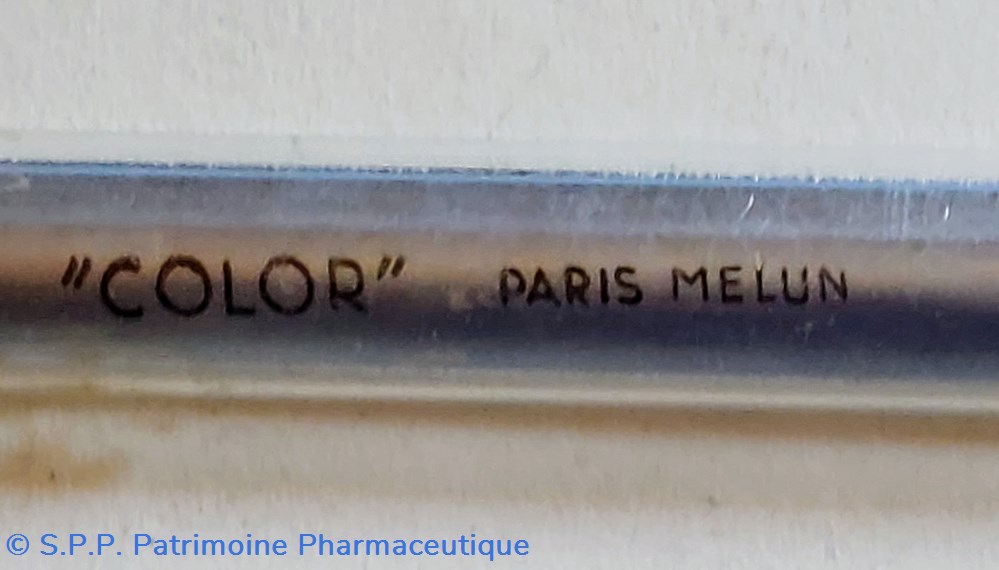 "COLOR" PARIS MELUN
© S.P.P. Patrimoine Pharmaceutique